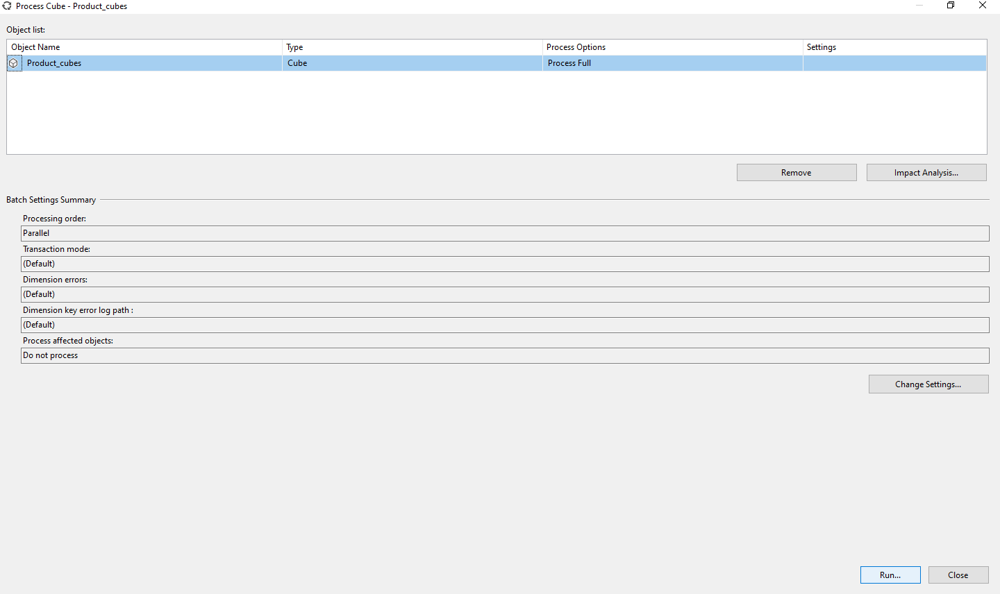 Process Cube - Product_cubes
Object list:
Object Name Type Process Options Settings
Product_cubes Cube Process Full
Remove Impact Analysis...
Batch Settings Summary
Processing order:
Parallel
Transaction mode:
(Default)
Dimension errors:
(Default)
Dimension key error log path :
(Default)
Process affected objects:
Do not process
Change Settings...
Run... Close